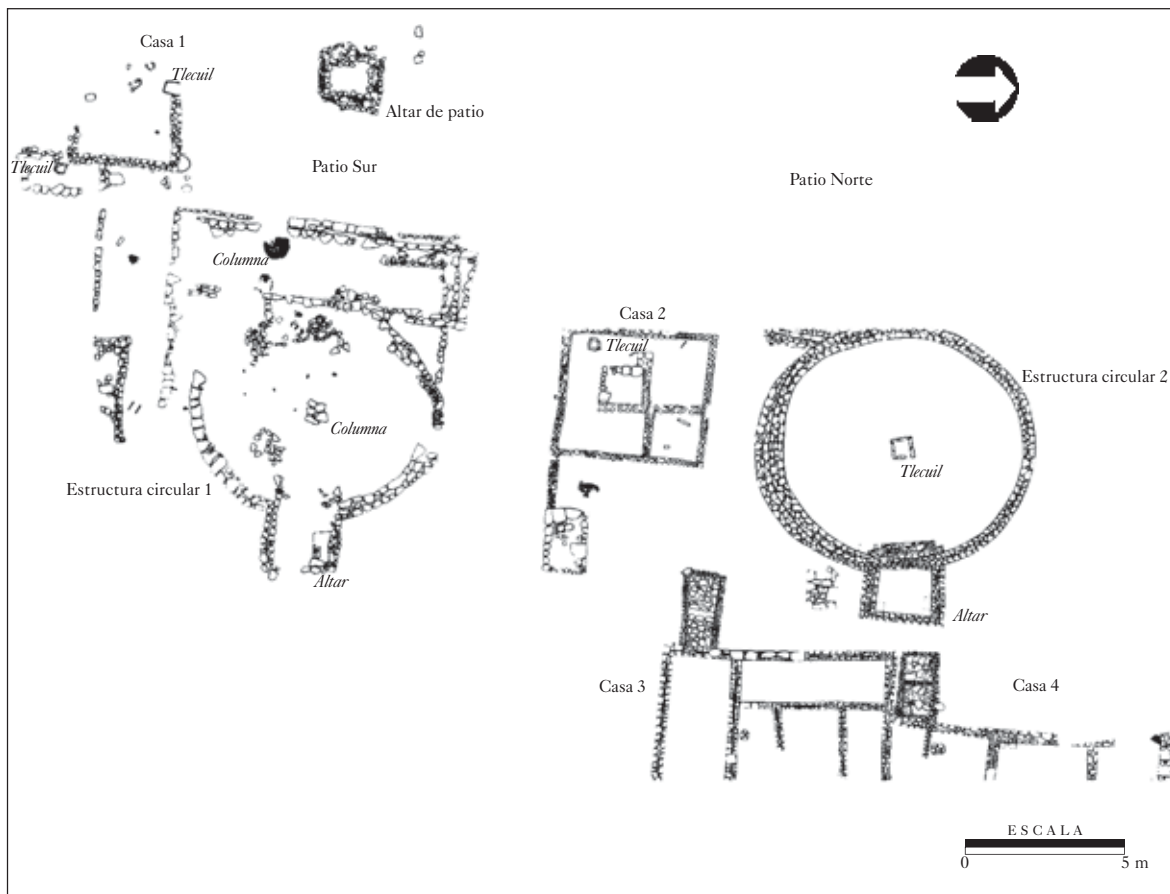 Casa 1
Tlecuil
Altar de patio
Tlecuil
Patio Sur
Patio Norte
Columna
Casa 2
Tlecuil
Estructura circular 2
Columna
Tlecuil
Estructura circular 1
Altar
Altar
Casa 3
Casa 4
ESCALA
0 5 m